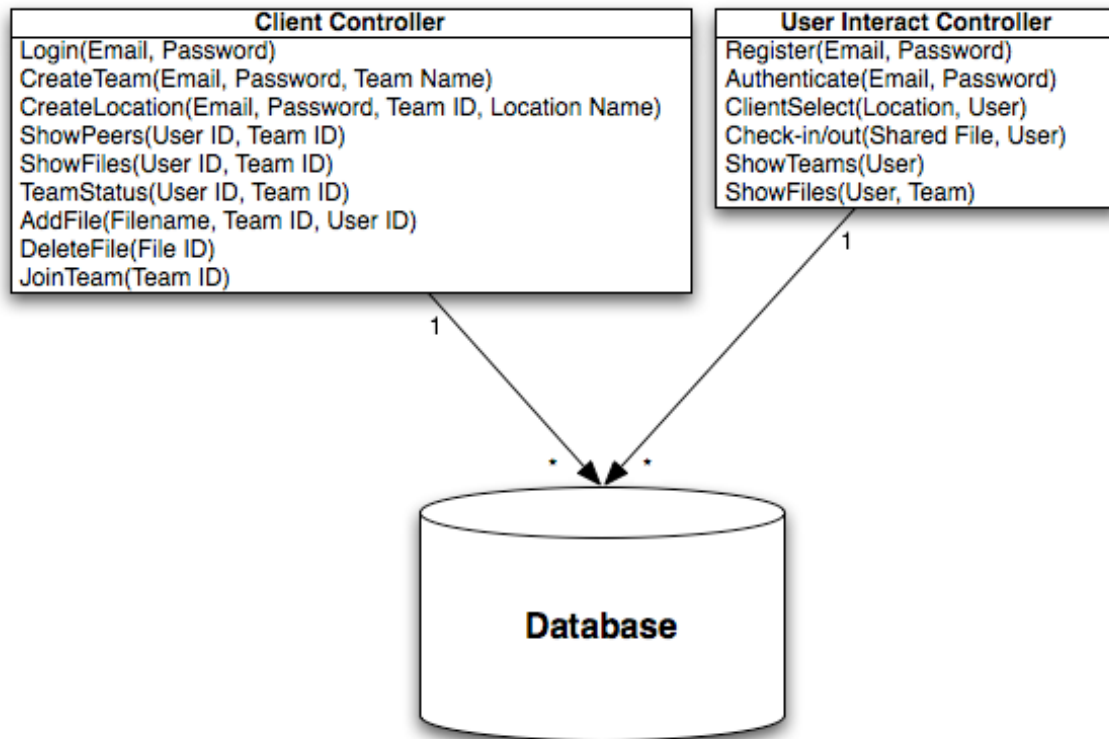 Client Controller
Login(Email, Password)
CreateTeam(Email, Password, Team Name)
CreateLocation(Email, Password, Team ID, Location Name)
ShowPeers(User ID, Team ID)
ShowFiles(User ID, Team ID)
TeamStatus(User ID, Team ID)
AddFile(Filename, Team ID, User ID)
DeleteFile(File ID)
JoinTeam(Team ID)
User Interact Controller
Register(Email, Password)
Authenticate(Email, Password)
ClientSelect(Location, User)
Check-in/out(Shared File, User)
ShowTeams(User)
ShowFiles(User, Team)
1
1
*
*
Database